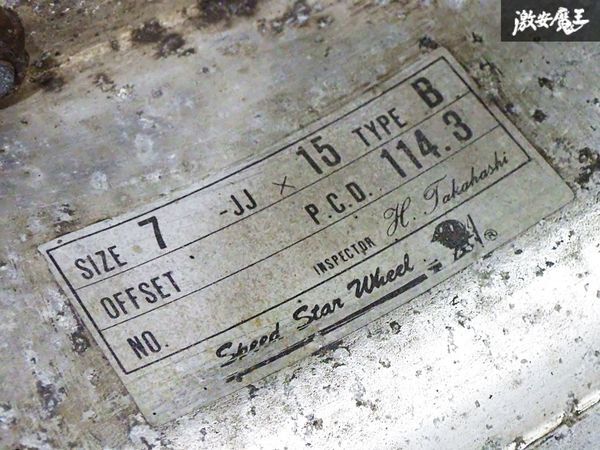 激安魔王
SIZE 7 -JJ × 15 TYPE B
OFFSET P.C.D. 114.3
NO. INSPECTOR H. Takahashi
Speed Star Wheel ®